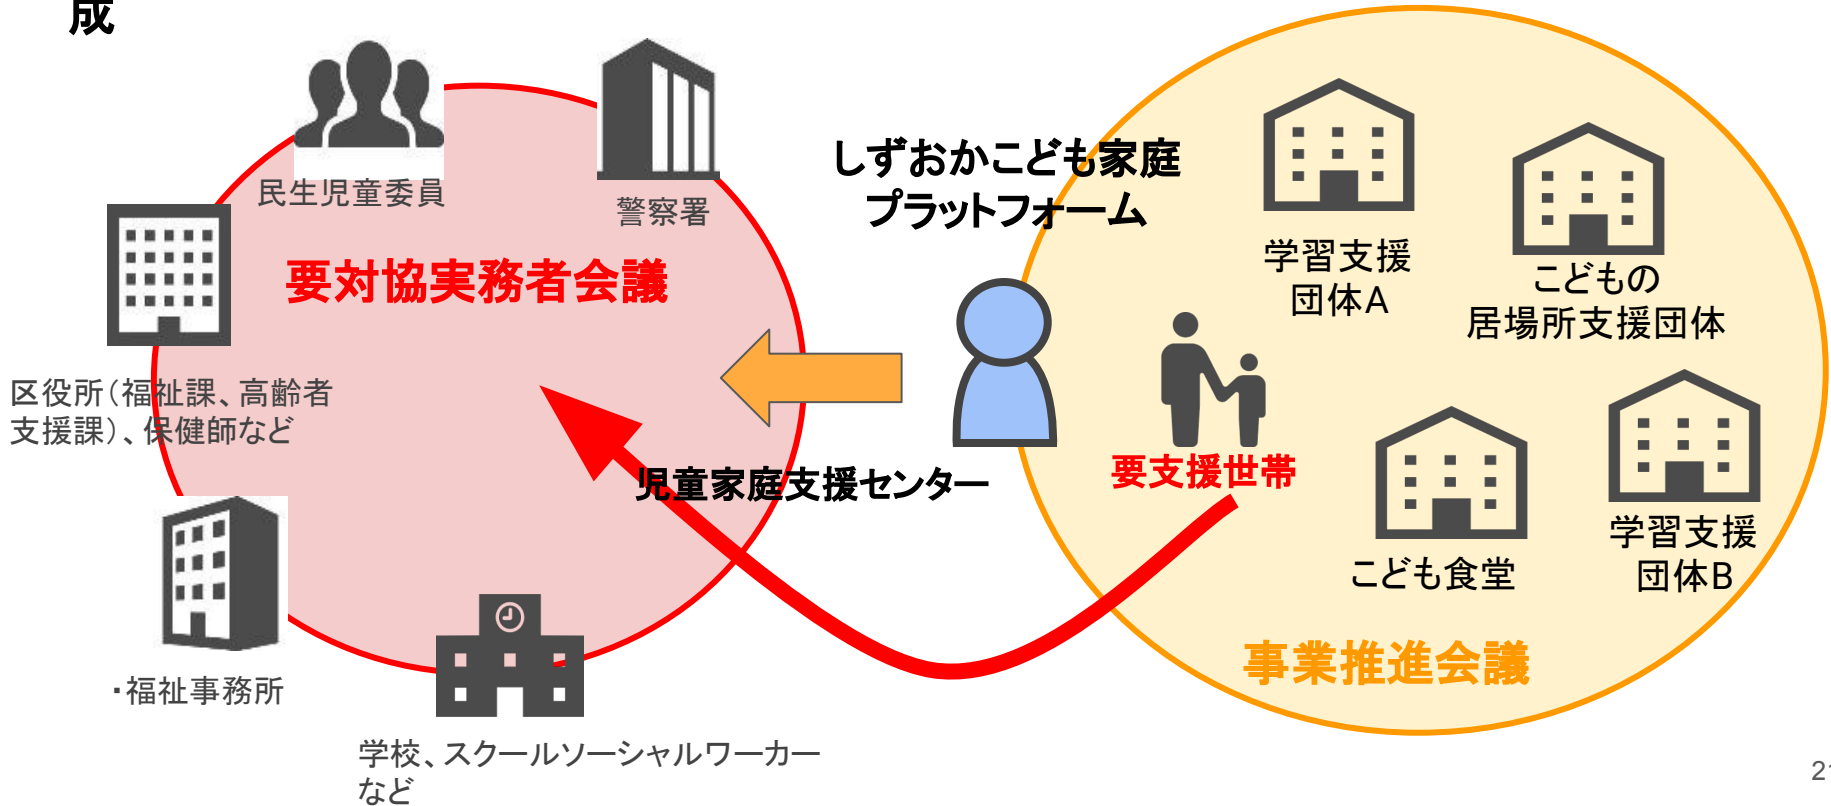 成
民生児童委員
警察署
要対協実務者会議
区役所（福祉課、高齢者
支援課）、保健師など
・福祉事務所
学校、スクールソーシャルワーカー
など
しずおかこども家庭
プラットフォーム
児童家庭支援センター
学習支援
団体A
こどもの
居場所支援団体
要支援世帯
こども食堂
学習支援
団体B
事業推進会議
21